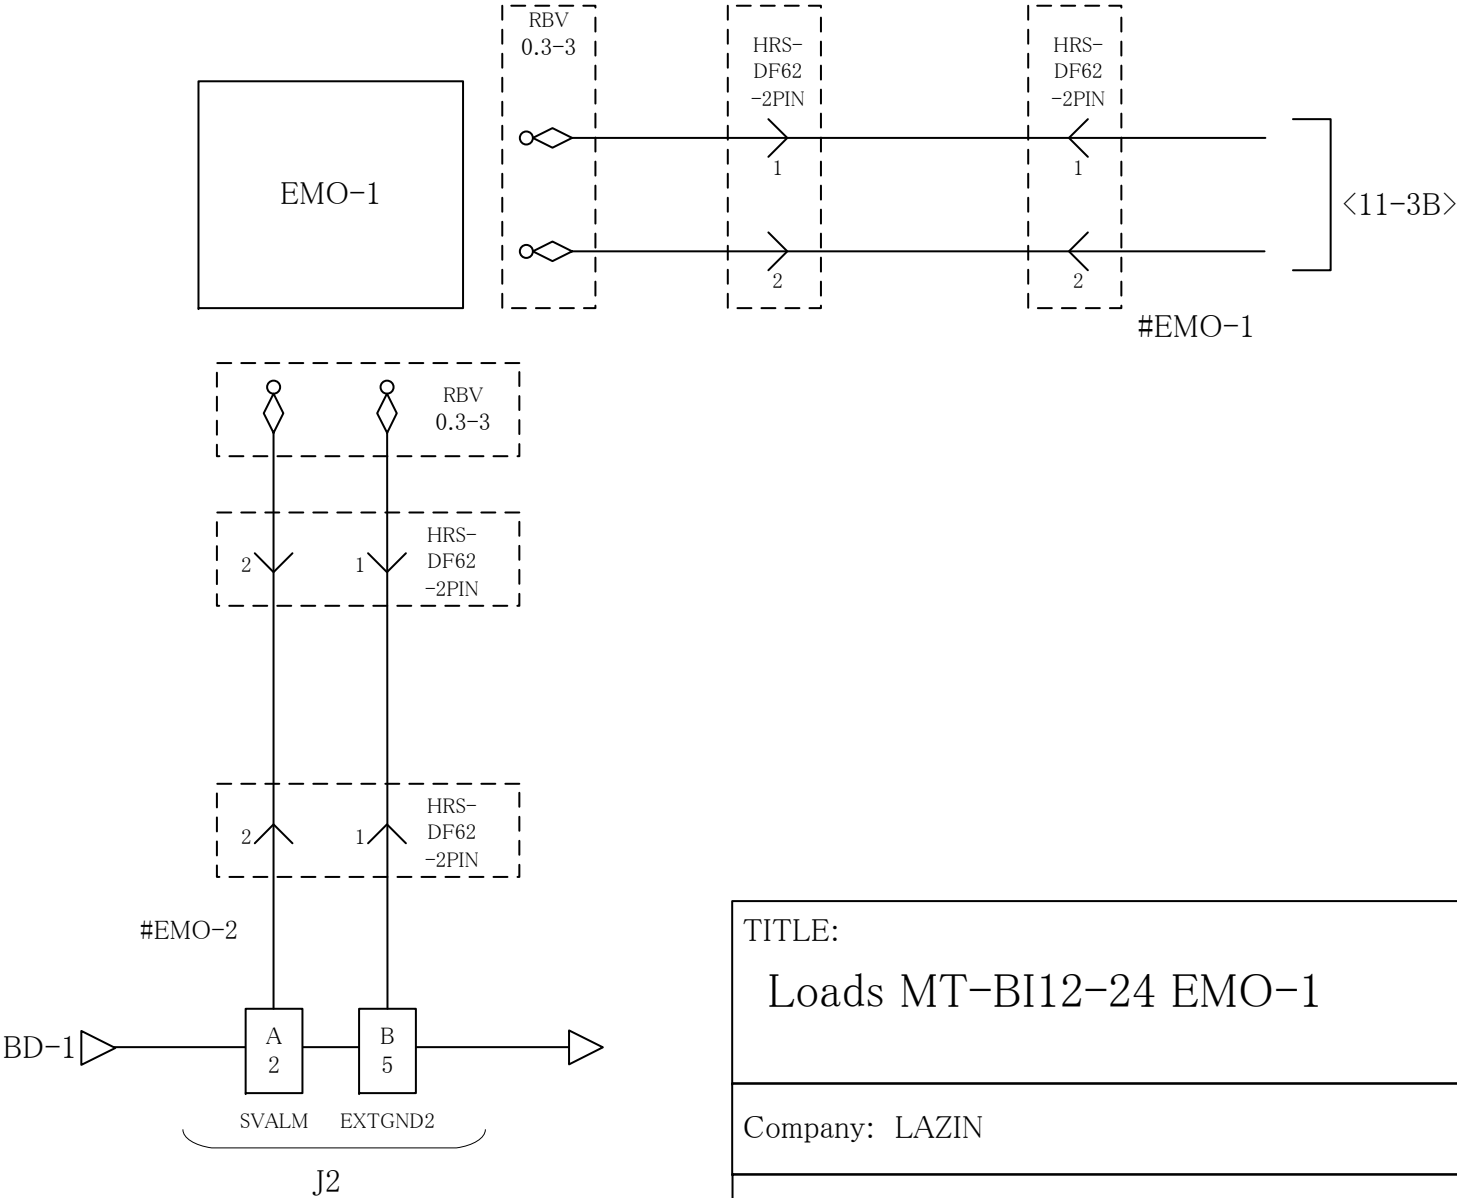 RBV
0.3-3
HRS-
DF62
-2PIN
HRS-
DF62
-2PIN
EMO-1
1
1
<11-3B>
2
2
#EMO-1
RBV
0.3-3
HRS-
DF62
-2PIN
2
1
HRS-
DF62
-2PIN
2
1
#EMO-2
TITLE:
Loads MT-BI12-24 EMO-1
BD-1
A
2
B
5
SVALM
EXTGND2
Company: LAZIN
J2